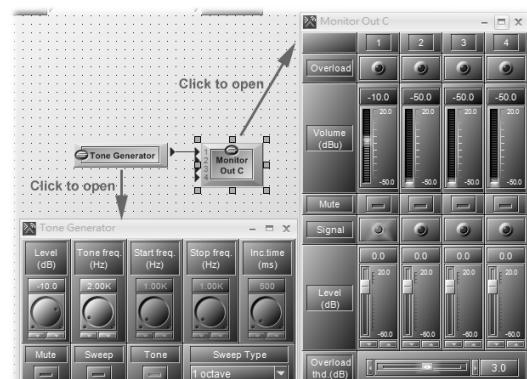 Monitor Out C
1 2 3 4
Overload
-10.0 -50.0 -50.0 -50.0
Volume
(dBu)
20.0 20.0 20.0 20.0
-50.0 -50.0 -50.0 -50.0
Mute
Signal
0.0 0.0 0.0 0.0
Level
(dB)
20.0 20.0 20.0 20.0
-60.0 -60.0 -60.0 -60.0
Overload
thd.(dB)
3.0
Click to open
Tone Generator
1
2
3
4
Monitor
Out C
Click to open
Tone Generator
Level
(dB)
Tone freq.
(Hz)
Start freq.
(Hz)
Stop freq.
(Hz)
Inc.time
(ms)
-10.0 2.00K 1.00K 1.00K 500
Mute Sweep Tone Sweep Type
1 octave